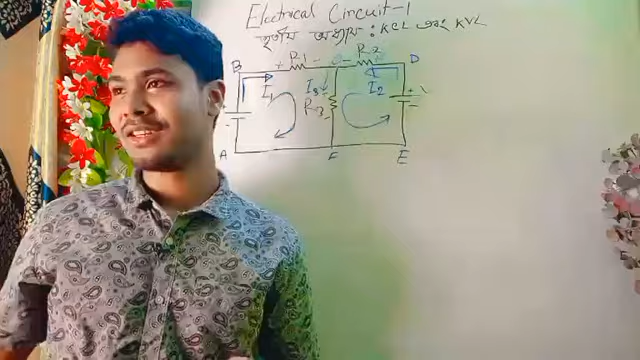 Electrical Circuit-1
তৃতীয় অধ্যায় : KCL এবং KVL
B + R1 - C - R2 + D
I1 I3 I2
R3
+ -
- -
A F E